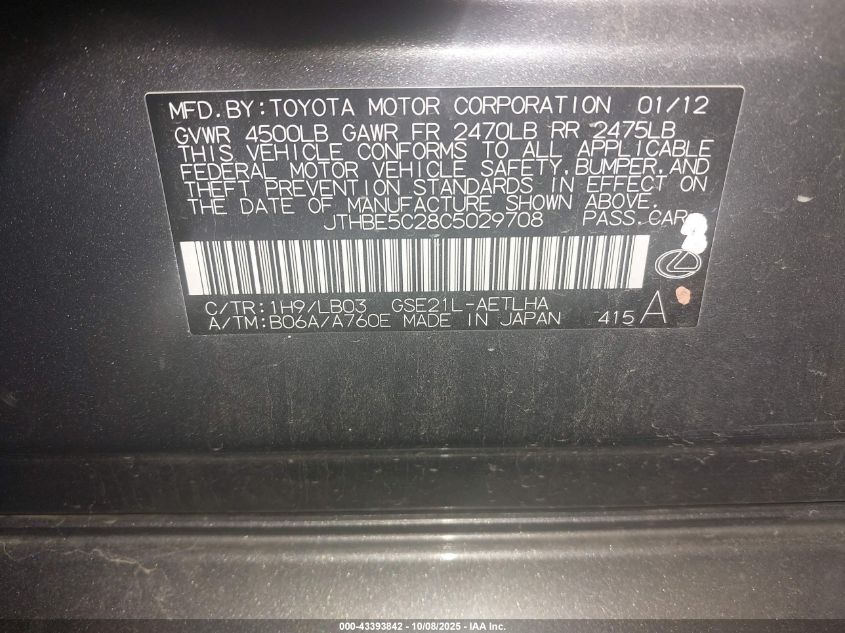 MFD.BY:TOYOTA MOTOR CORPORATION 01/12
GVWR 4500LB GAWR FR 2470LB RR 2475LB
THIS VEHICLE CONFORMS TO ALL APPLICABLE
FEDERAL MOTOR VEHICLE SAFETY,BUMPER,AND
THEFT PREVENTION STANDARDS IN EFFECT ON
THE DATE OF MANUFACTURE SHOWN ABOVE.
JTHBE5C28C5029708 PASS.CAR
C/TR:1H9/LB03 GSE21L-AETLHA
A/TM:B06A/A760E MADE IN JAPAN 415 A
000-43393842 - 10/08/2025 - IAA Inc.